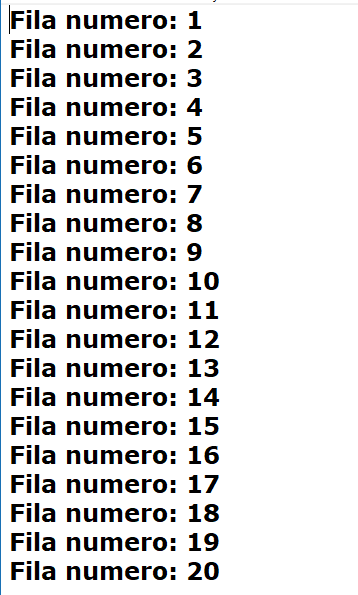 Fila numero: 1
Fila numero: 2
Fila numero: 3
Fila numero: 4
Fila numero: 5
Fila numero: 6
Fila numero: 7
Fila numero: 8
Fila numero: 9
Fila numero: 10
Fila numero: 11
Fila numero: 12
Fila numero: 13
Fila numero: 14
Fila numero: 15
Fila numero: 16
Fila numero: 17
Fila numero: 18
Fila numero: 19
Fila numero: 20